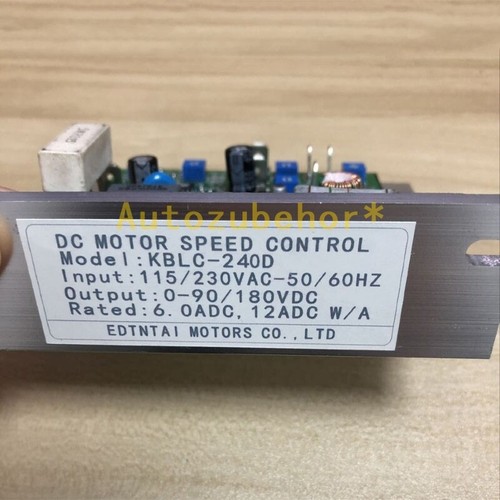 Autozubehor*
DC MOTOR SPEED CONTROL
Model:KBLC-240D
Input:115/230VAC-50/60HZ
Output:0-90/180VDC
Rated:6.0ADC,12ADC W/A
EDTNTAI MOTORS CO.,LTD